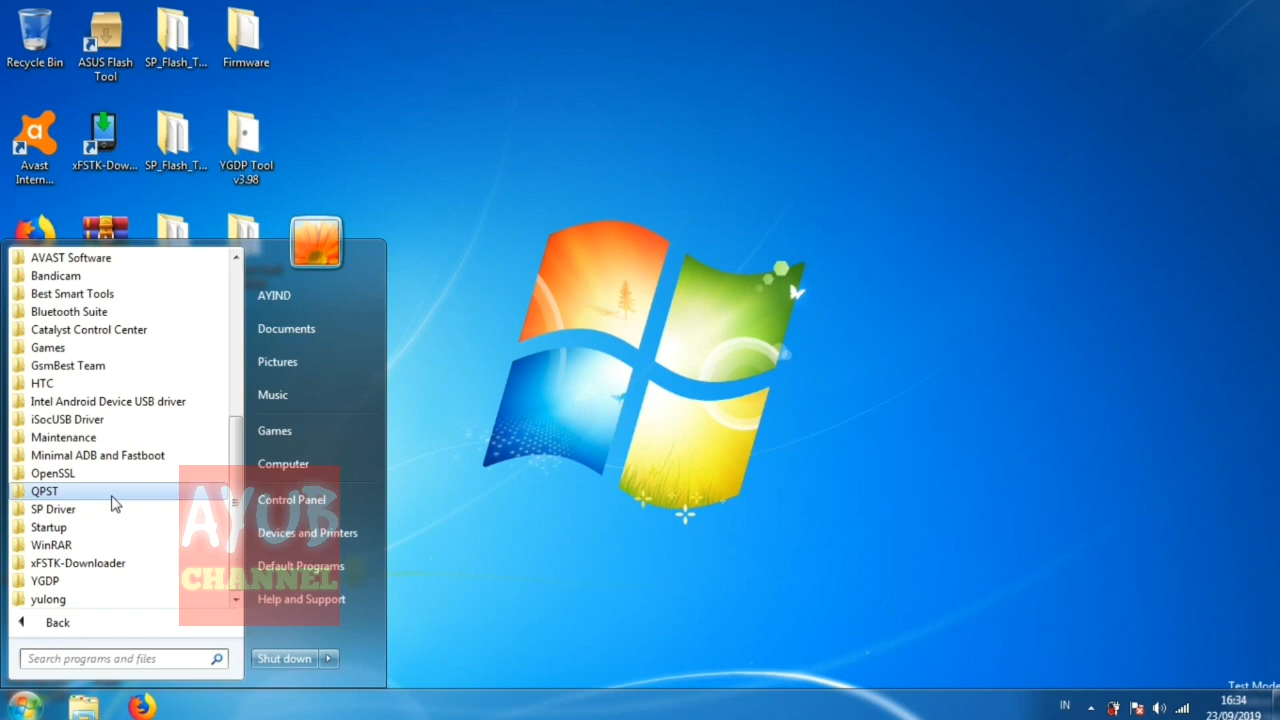 Recycle Bin
ASUS Flash
Tool
SP_Flash_T...
Firmware
Avast
Intern...
xFSTK-Dow...
SP_Flash_T...
YGDP Tool
v3.98
AVAST Software
Bandicam
Best Smart Tools
Bluetooth Suite
Catalyst Control Center
Games
GsmBest Team
HTC
Intel Android Device USB driver
iSocUSB Driver
Maintenance
Minimal ADB and Fastboot
OpenSSL
QPST
SP Driver
Startup
WinRAR
xFSTK-Downloader
YGDP
yulong
Back
Search programs and files
AYIND
Documents
Pictures
Music
Games
Computer
Control Panel
Devices and Printers
Default Programs
Help and Support
Shut down
AYUB
CHANNEL
Test Mode
IN
16:34
23/09/2019